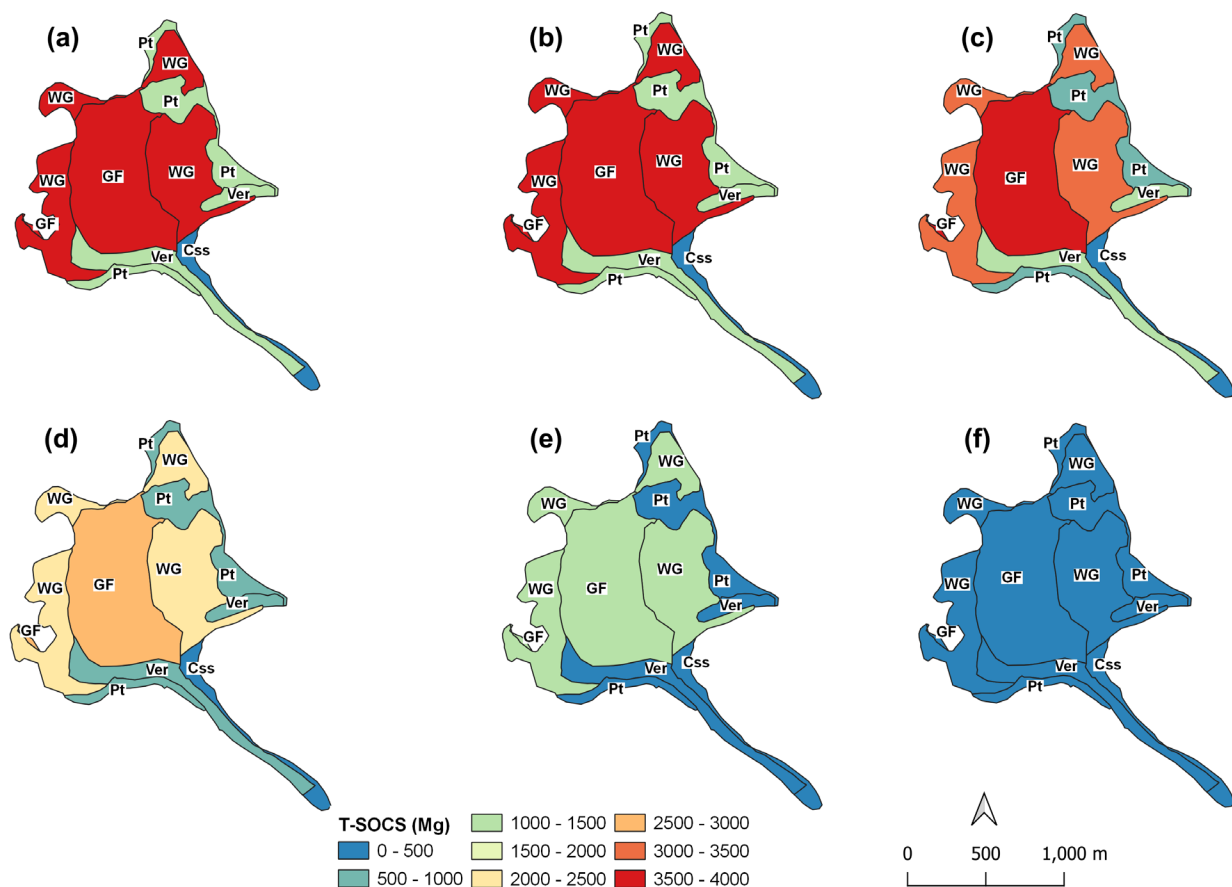 (a)
Pt
WG
WG
Pt
WG
GF
WG
Pt
Ver
GF
Css
Ver
Pt
(b)
Pt
WG
WG
Pt
WG
GF
WG
Pt
Ver
GF
Ver
Css
Pt
(c)
Pt
WG
WG
Pt
WG
GF
WG
Pt
Ver
GF
Css
Ver
Pt
(d)
Pt
WG
WG
Pt
WG
GF
WG
Pt
Ver
GF
Ver
Css
Pt
(e)
Pt
WG
WG
Pt
WG
GF
WG
Pt
Ver
GF
Ver
Css
Pt
(f)
Pt
WG
WG
Pt
WG
GF
WG
Pt
Ver
GF
Css
Ver
Pt
T-SOCS (Mg)
0 - 500
500 - 1000
1000 - 1500
1500 - 2000
2000 - 2500
2500 - 3000
3000 - 3500
3500 - 4000
0 500 1,000 m